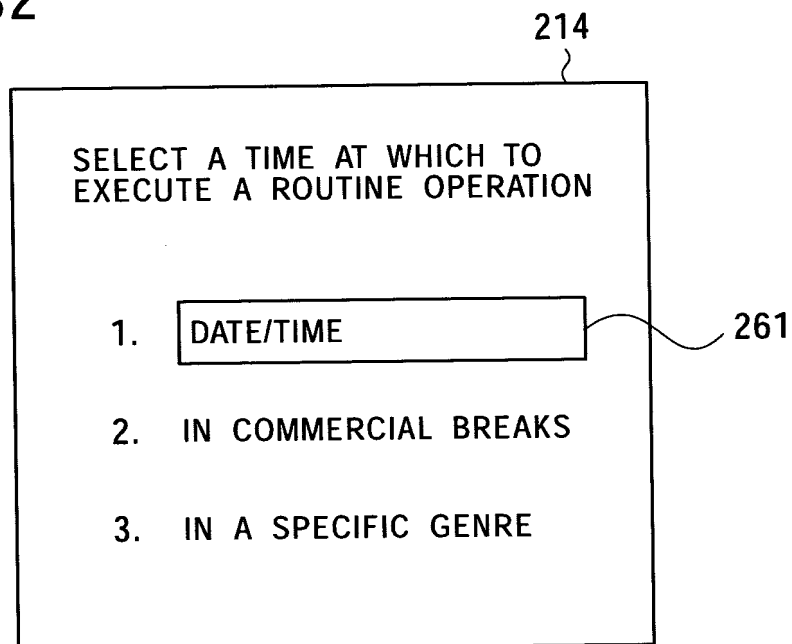 214
SELECT A TIME AT WHICH TO
EXECUTE A ROUTINE OPERATION
1. DATE/TIME
261
2. IN COMMERCIAL BREAKS
3. IN A SPECIFIC GENRE